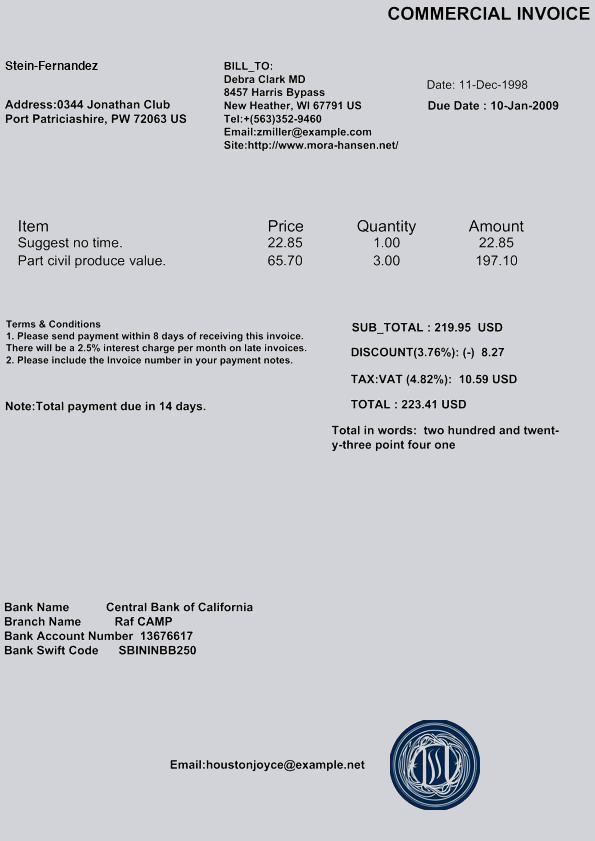 COMMERCIAL INVOICE
Stein-Fernandez
Address:0344 Jonathan Club
Port Patriciashire, PW 72063 US
BILL_TO:
Debra Clark MD
8457 Harris Bypass
New Heather, WI 67791 US
Tel:+(563)352-9460
Email:zmiller@example.com
Site:http://www.mora-hansen.net/
Date: 11-Dec-1998
Due Date : 10-Jan-2009
Item Price Quantity Amount
Suggest no time. 22.85 1.00 22.85
Part civil produce value. 65.70 3.00 197.10
Terms & Conditions
1. Please send payment within 8 days of receiving this invoice.
There will be a 2.5% interest charge per month on late invoices.
2. Please include the Invoice number in your payment notes.
Note:Total payment due in 14 days.
SUB_TOTAL : 219.95 USD
DISCOUNT(3.76%): (-) 8.27
TAX:VAT (4.82%): 10.59 USD
TOTAL : 223.41 USD
Total in words: two hundred and twent-
y-three point four one
Bank Name Central Bank of California
Branch Name Raf CAMP
Bank Account Number 13676617
Bank Swift Code SBININBB250
Email:houstonjoyce@example.net